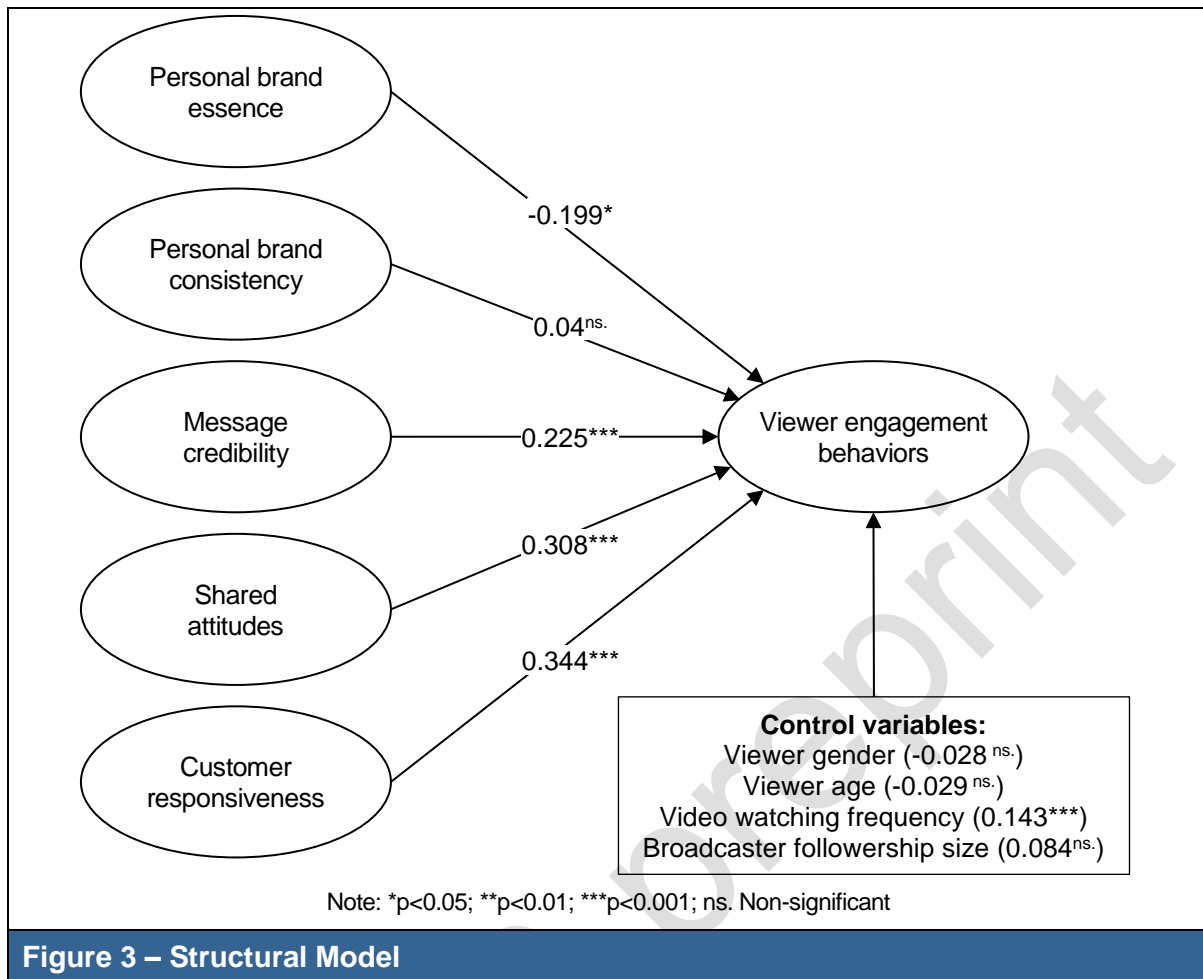 Personal brand
essence
-0.199*
Personal brand
consistency
0.04ns.
Message
credibility
0.225***
Viewer engagement
behaviors
Shared
attitudes
0.308***
Customer
responsiveness
0.344***
Control variables:
Viewer gender (-0.028 ns.)
Viewer age (-0.029 ns.)
Video watching frequency (0.143***)
Broadcaster followership size (0.084ns.)
preprint
Note: *p<0.05; **p<0.01; ***p<0.001; ns. Non-significant
Figure 3 – Structural Model